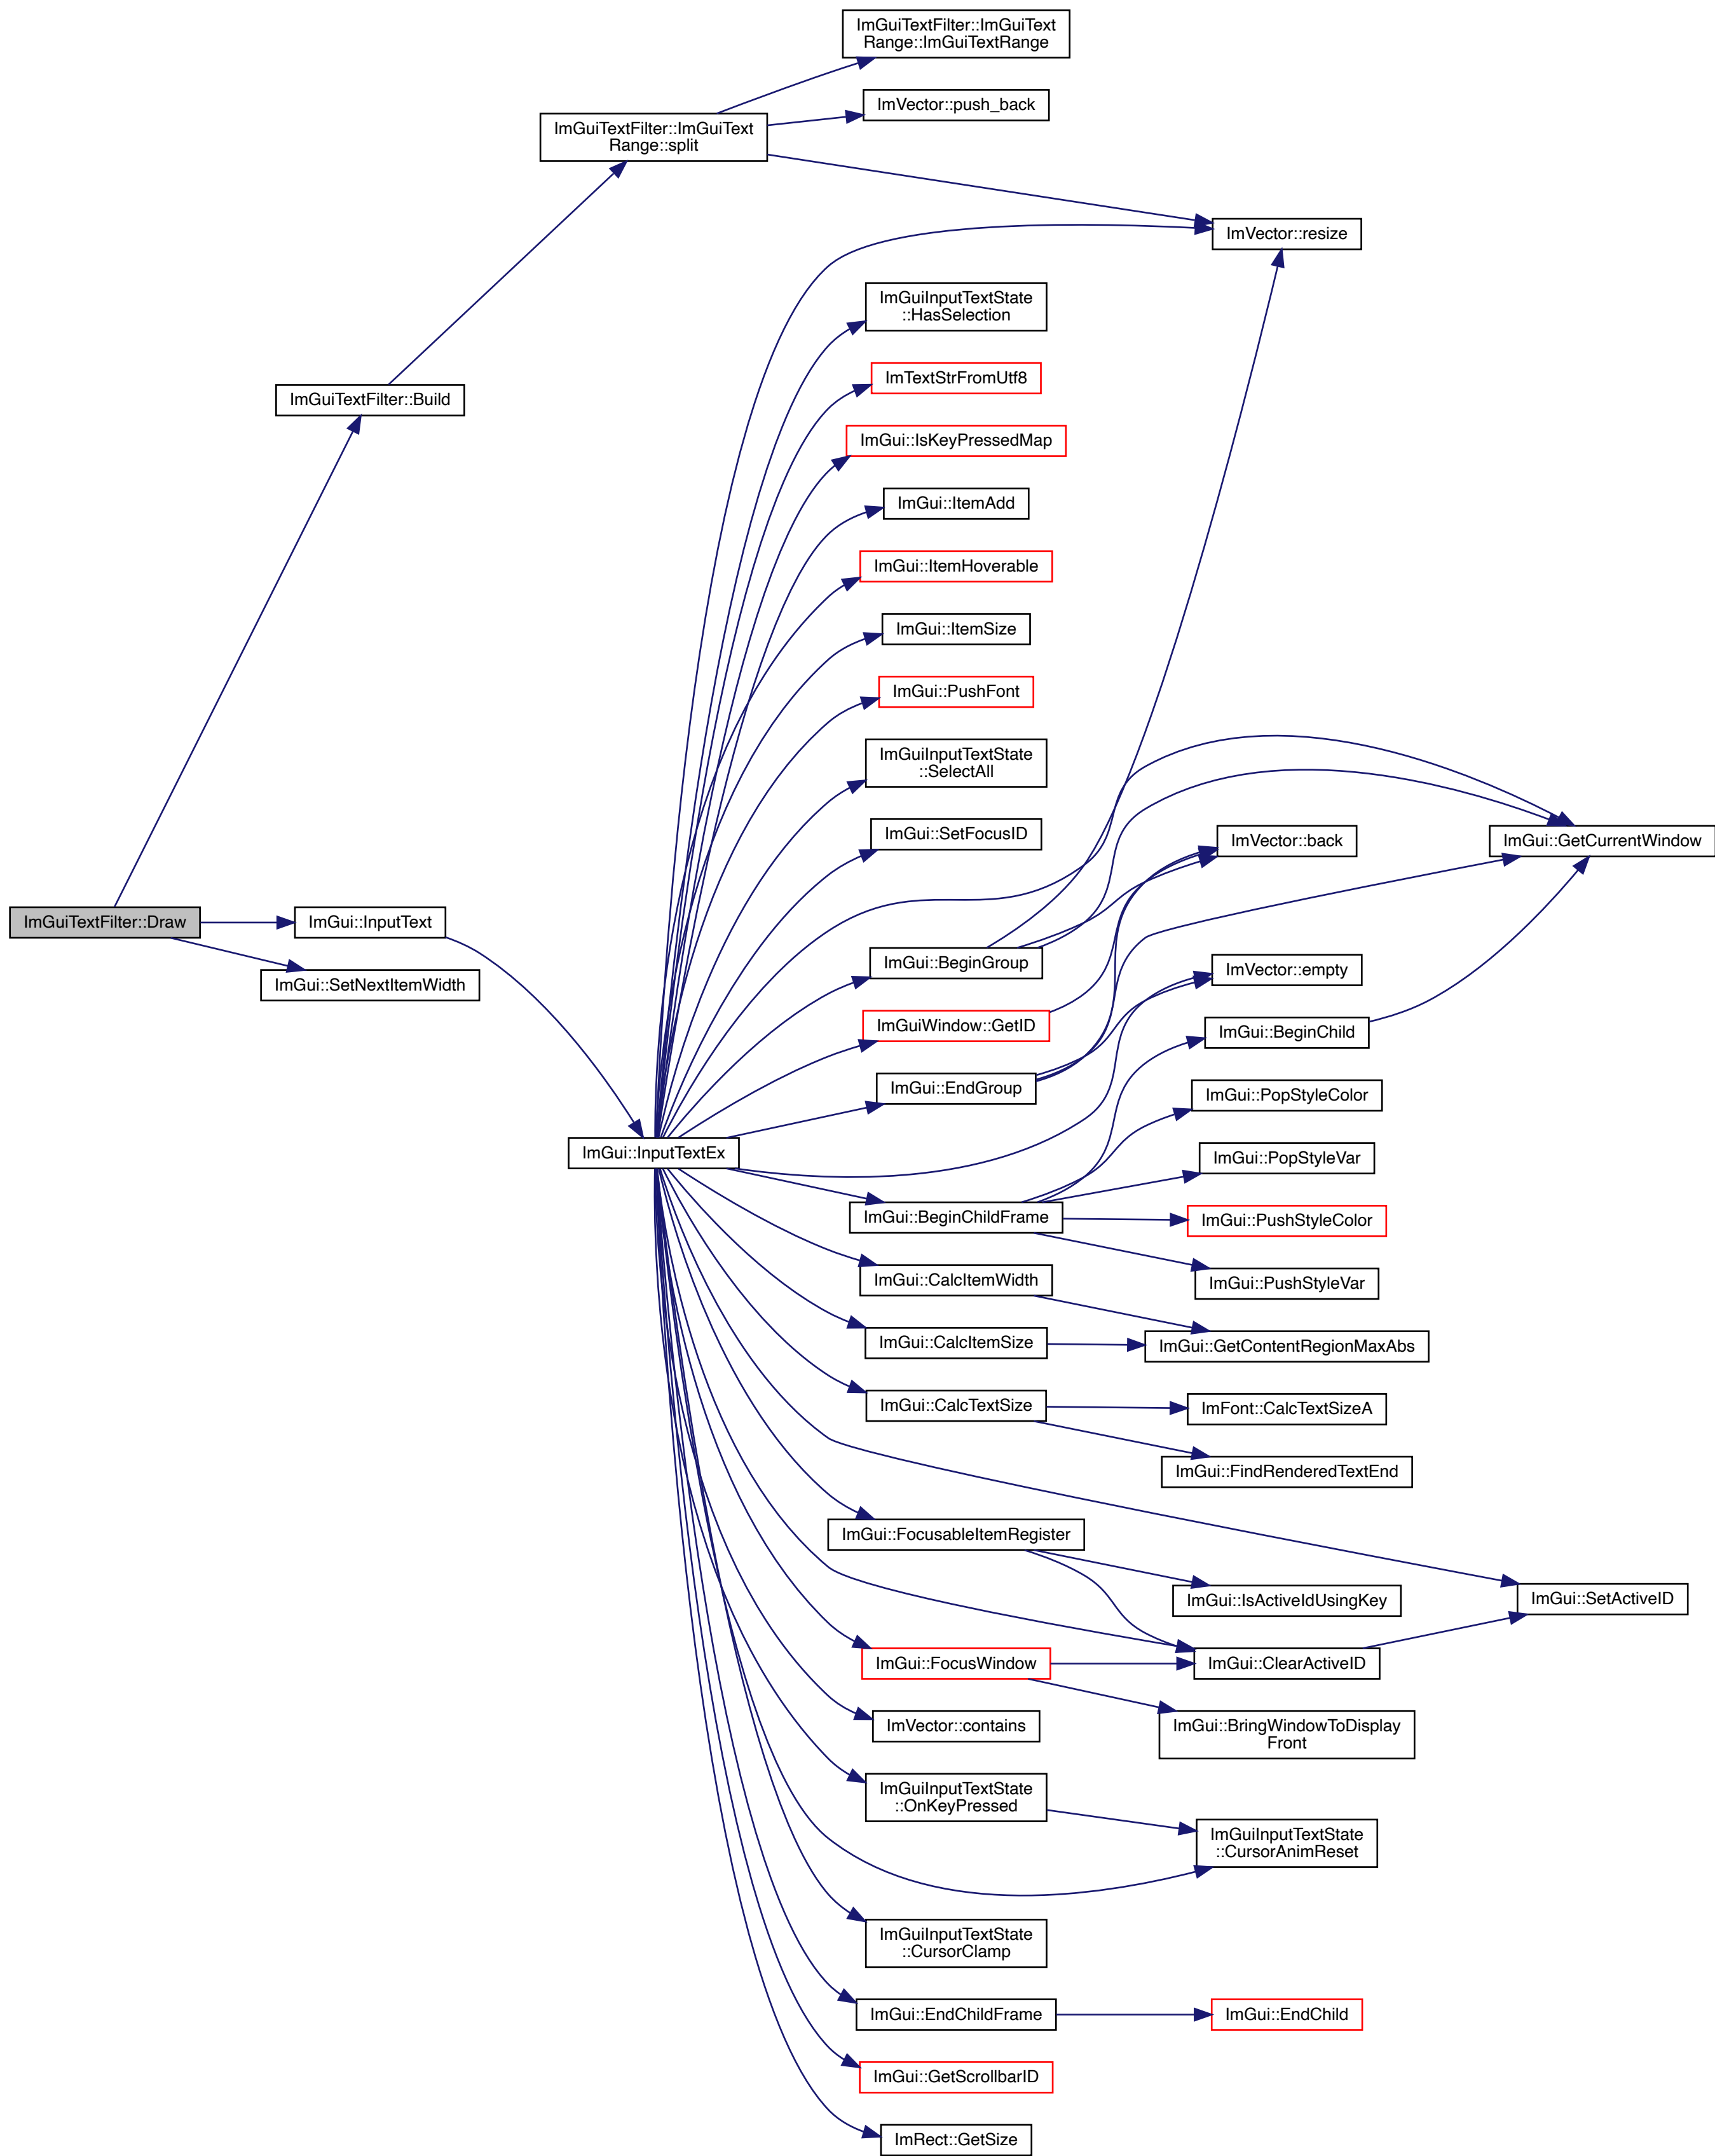 ImGuiTextFilter::ImGuiText
Range::ImGuiTextRange
ImVector::push_back
ImGuiTextFilter::ImGuiText
Range::split
ImVector::resize
ImGuiInputTextState
::HasSelection
ImTextStrFromUtf8
ImGuiTextFilter::Build
ImGui::IsKeyPressedMap
ImGui::ItemAdd
ImGui::ItemHoverable
ImGui::ItemSize
ImGui::PushFont
ImGuiInputTextState
::SelectAll
ImGui::SetFocusID
ImVector::back
ImGui::GetCurrentWindow
ImGuiTextFilter::Draw
ImGui::InputText
ImGui::SetNextItemWidth
ImGui::BeginGroup
ImVector::empty
ImGuiWindow::GetID
ImGui::BeginChild
ImGui::EndGroup
ImGui::PopStyleColor
ImGui::InputTextEx
ImGui::PopStyleVar
ImGui::BeginChildFrame
ImGui::PushStyleColor
ImGui::CalcItemWidth
ImGui::PushStyleVar
ImGui::CalcItemSize
ImGui::GetContentRegionMaxAbs
ImGui::CalcTextSize
ImFont::CalcTextSizeA
ImGui::FindRenderedTextEnd
ImGui::FocusableItemRegister
ImGui::IsActiveIdUsingKey
ImGui::SetActiveID
ImGui::FocusWindow
ImGui::ClearActiveID
ImVector::contains
ImGui::BringWindowToDisplay
Front
ImGuiInputTextState
::OnKeyPressed
ImGuiInputTextState
::CursorAnimReset
ImGuiInputTextState
::CursorClamp
ImGui::EndChildFrame
ImGui::EndChild
ImGui::GetScrollbarID
ImRect::GetSize